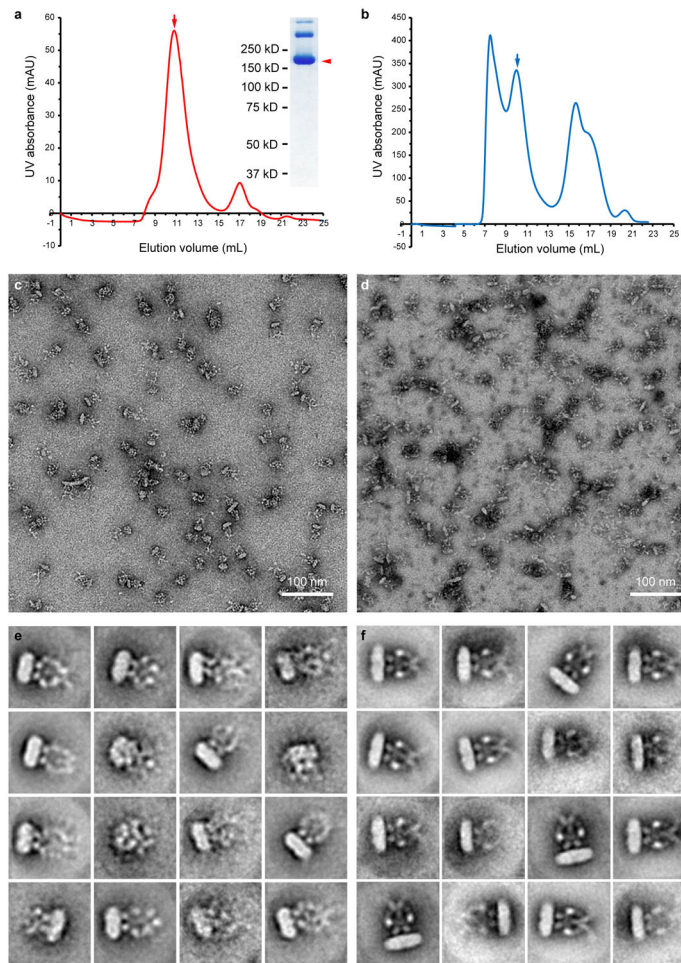 a
60
50
40
30
20
10
0
-10
UV absorbance (mAU)
-1 1 3 5 7 9 11 13 15 17 19 21 23 25
Elution volume (mL)
250 kD
150 kD
100 kD
75 kD
50 kD
37 kD
b
450
400
350
300
250
200
150
100
50
0
-50
UV absorbance (mAU)
-1 1 3 5 7 9 11 13 15 17 19 21 23 25
Elution volume (mL)
c
100 nm
d
100 nm
e
f